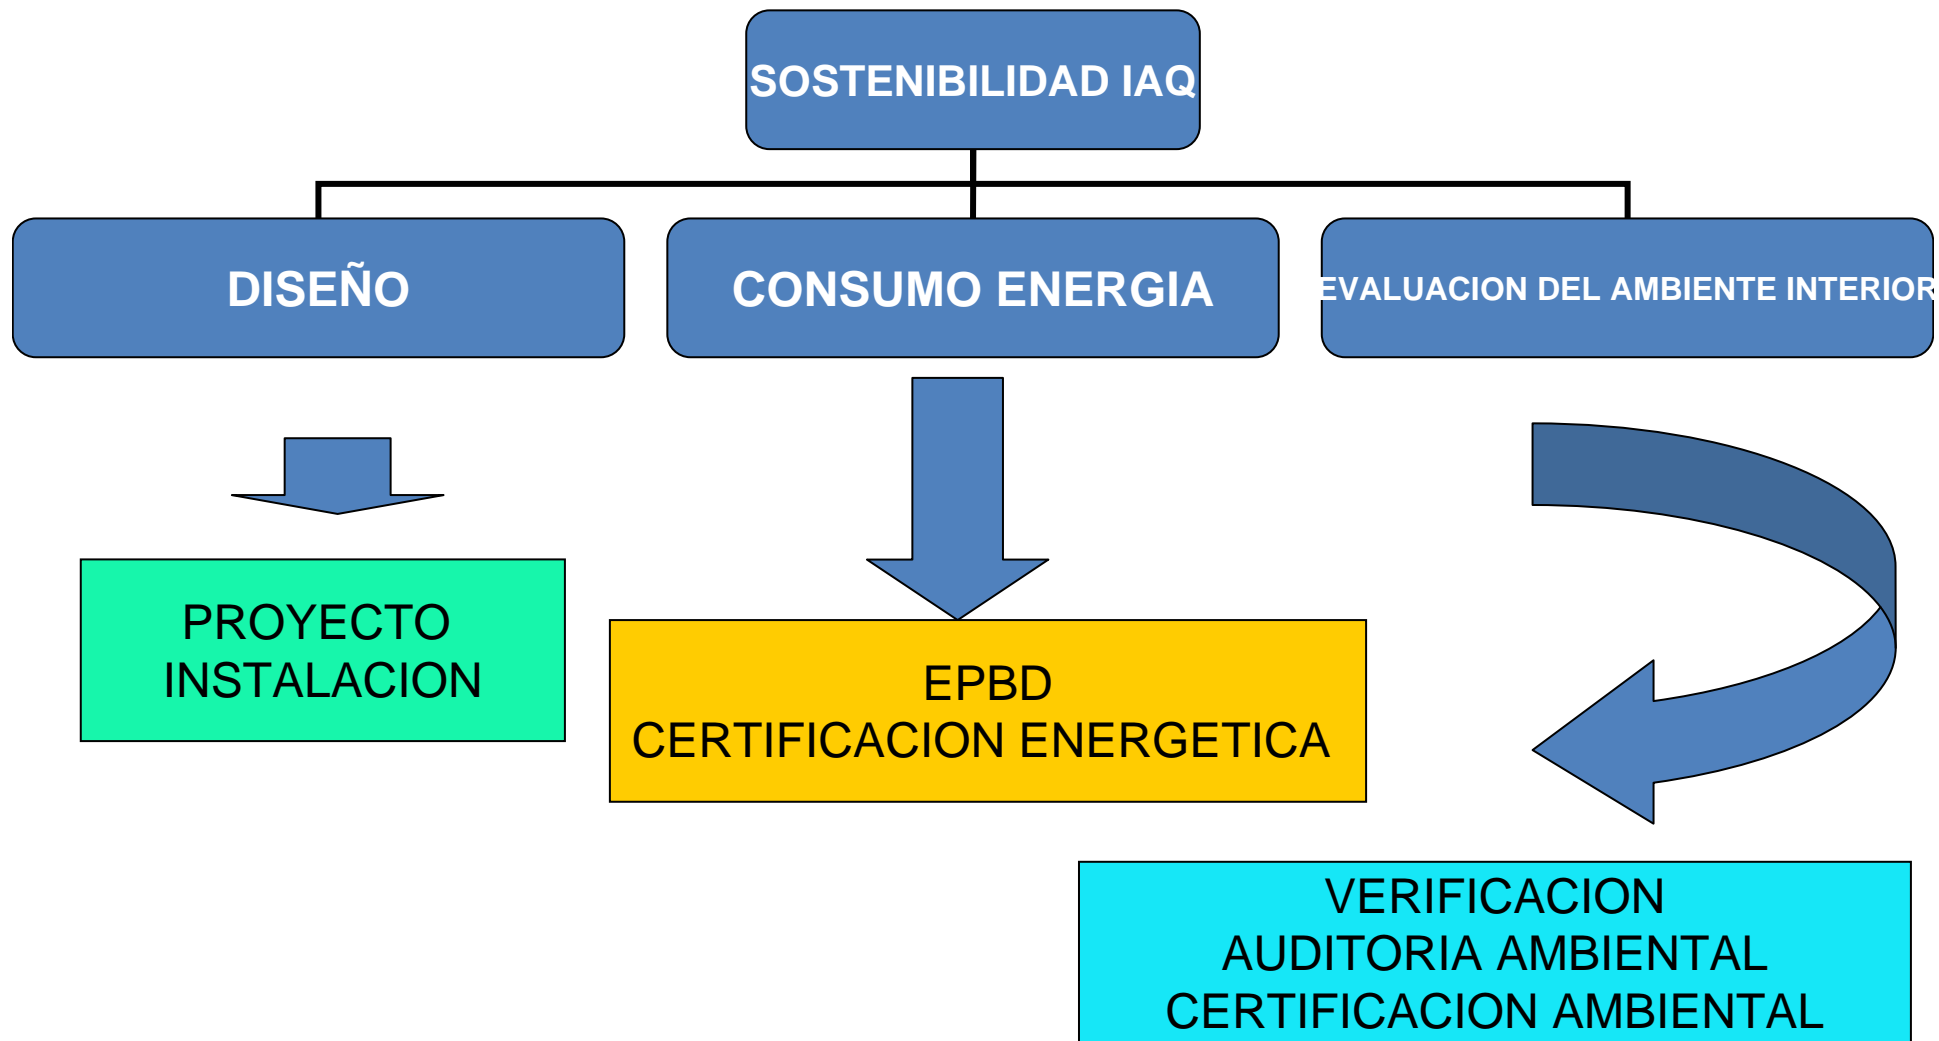 SOSTENIBILIDAD IAQ
DISEÑO
CONSUMO ENERGIA
EVALUACION DEL AMBIENTE INTERIOR
PROYECTO
INSTALACION
EPBD
CERTIFICACION ENERGETICA
VERIFICACION
AUDITORIA AMBIENTAL
CERTIFICACION AMBIENTAL